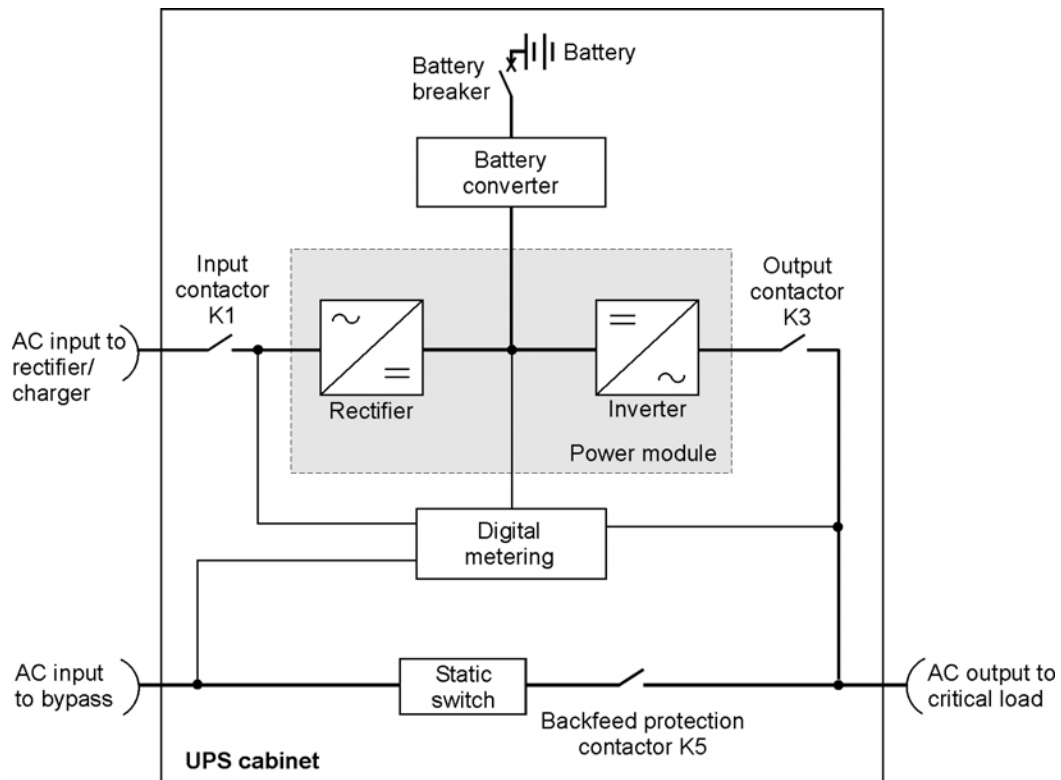 Battery
Battery
breaker
Battery
converter
Input
contactor
K1
Output
contactor
K3
AC input to
rectifier/
charger
Rectifier
Inverter
Power module
Digital
metering
AC input
to bypass
Static
switch
Backfeed protection
contactor K5
AC output to
critical load
UPS cabinet